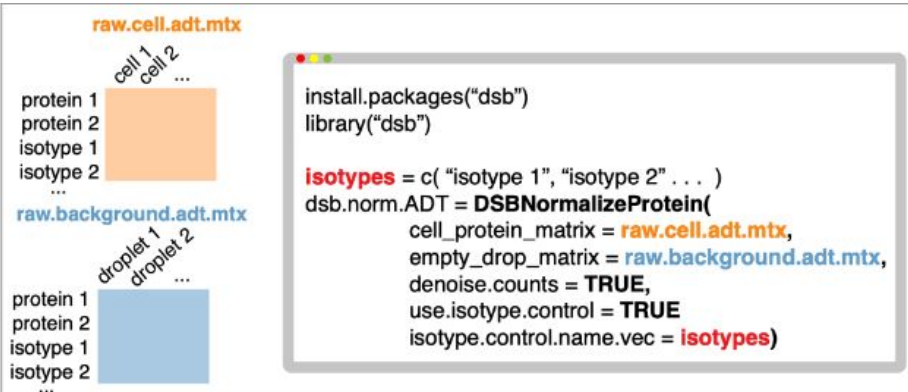 raw.cell.adt.mtx
cell 1
cell 2
...
protein 1
protein 2
isotype 1
isotype 2
...
raw.background.adt.mtx
droplet 1
droplet 2
...
protein 1
protein 2
isotype 1
isotype 2
...
install.packages(“dsb”)
library(“dsb”)
isotypes = c( “isotype 1”, “isotype 2” . . . )
dsb.norm.ADT = DSBNormalizeProtein(
cell_protein_matrix = raw.cell.adt.mtx,
empty_drop_matrix = raw.background.adt.mtx,
denoise.counts = TRUE,
use.isotype.control = TRUE
isotype.control.name.vec = isotypes)